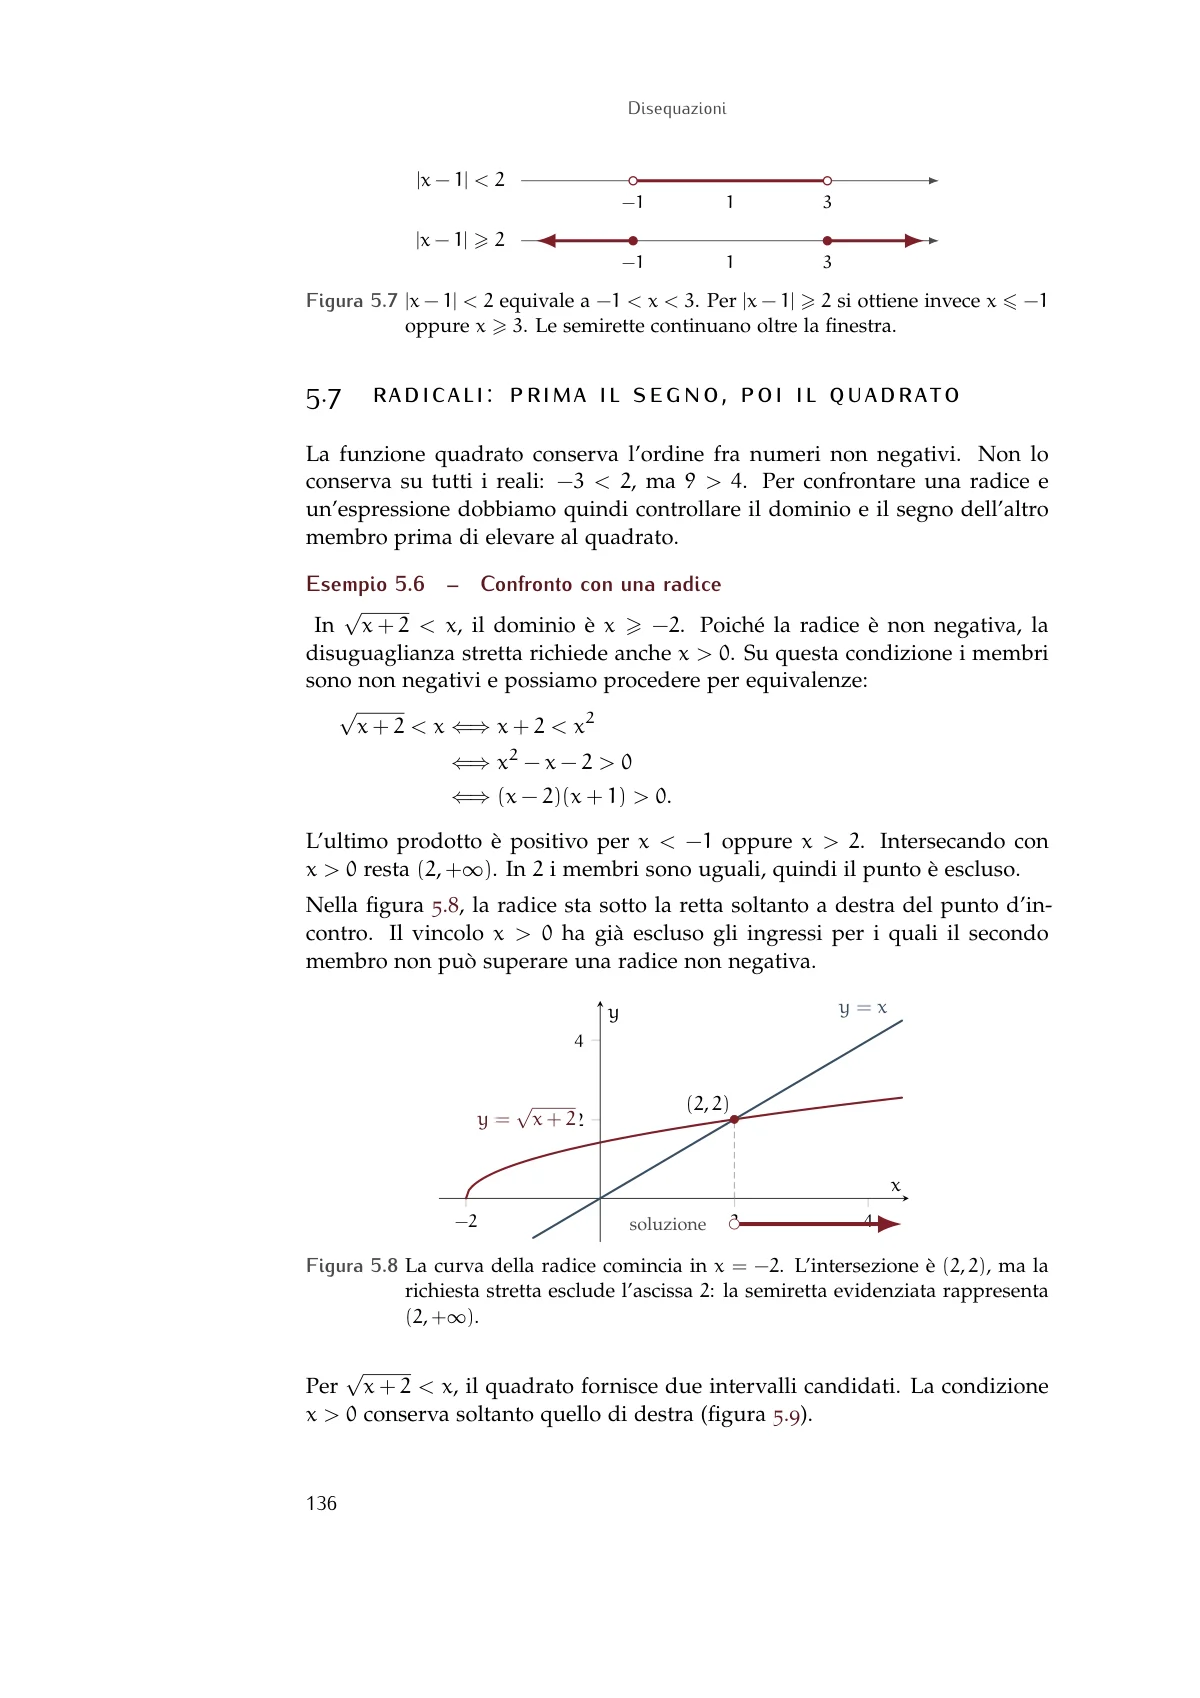 Disequazioni
|x − 1| < 2
−1 1 3
|x − 1| ⩾ 2
−1 1 3
Figura 5.7 |x − 1| < 2 equivale a −1 < x < 3. Per |x − 1| ⩾ 2 si ottiene invece x ⩽ −1
oppure x ⩾ 3. Le semirette continuano oltre la finestra.
5.7 RADICALI: PRIMA IL SEGNO, POI IL QUADRATO
La funzione quadrato conserva l'ordine fra numeri non negativi. Non lo
conserva su tutti i reali: −3 < 2, ma 9 > 4. Per confrontare una radice e
un'espressione dobbiamo quindi controllare il dominio e il segno dell'altro
membro prima di elevare al quadrato.
Esempio 5.6 – Confronto con una radice
In √(x + 2) < x, il dominio è x ⩾ −2. Poiché la radice è non negativa, la
disuguaglianza stretta richiede anche x > 0. Su questa condizione i membri
sono non negativi e possiamo procedere per equivalenze:
√(x + 2) < x ⟺ x + 2 < x²
⟺ x² − x − 2 > 0
⟺ (x − 2)(x + 1) > 0.
L'ultimo prodotto è positivo per x < −1 oppure x > 2. Intersecando con
x > 0 resta (2, +∞). In 2 i membri sono uguali, quindi il punto è escluso.
Nella figura 5.8, la radice sta sotto la retta soltanto a destra del punto d'in-
contro. Il vincolo x > 0 ha già escluso gli ingressi per i quali il secondo
membro non può superare una radice non negativa.
y = x
y
4
(2, 2)
y = √(x + 2)
x
−2 soluzione 4
Figura 5.8 La curva della radice comincia in x = −2. L'intersezione è (2, 2), ma la
richiesta stretta esclude l'ascissa 2: la semiretta evidenziata rappresenta
(2, +∞).
Per √(x + 2) < x, il quadrato fornisce due intervalli candidati. La condizione
x > 0 conserva soltanto quello di destra (figura 5.9).
136